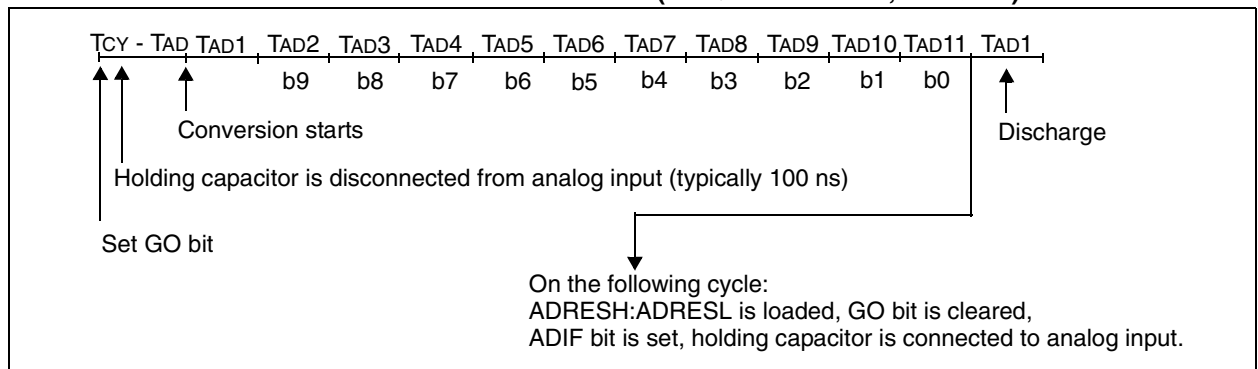 TCY - TAD TAD1 TAD2 TAD3 TAD4 TAD5 TAD6 TAD7 TAD8 TAD9 TAD10 TAD11 TAD1
b9 b8 b7 b6 b5 b4 b3 b2 b1 b0
Conversion starts
Discharge
Holding capacitor is disconnected from analog input (typically 100 ns)
Set GO bit
On the following cycle:
ADRESH:ADRESL is loaded, GO bit is cleared,
ADIF bit is set, holding capacitor is connected to analog input.